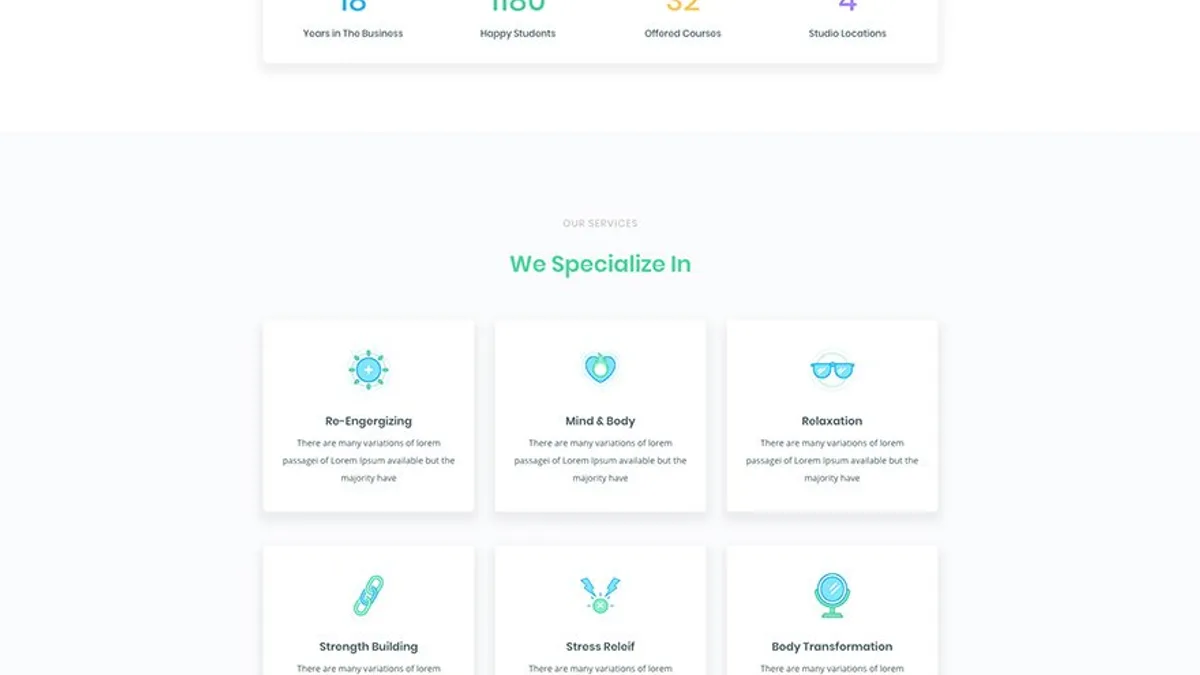 18 1180 32 4
Years in The Business Happy Students Offered Courses Studio Locations
OUR SERVICES
We Specialize In
Re-Engergizing
There are many variations of lorem
passagei of Lorem Ipsum available but the
majority have
Mind & Body
There are many variations of lorem
passagei of Lorem Ipsum available but the
majority have
Relaxation
There are many variations of lorem
passagei of Lorem Ipsum available but the
majority have
Strength Building
There are many variations of lorem
Stress Releif
There are many variations of lorem
Body Transformation
There are many variations of lorem